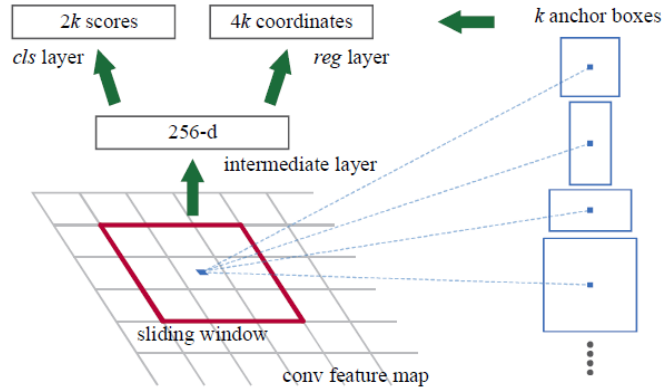 2k scores
4k coordinates
k anchor boxes
cls layer
reg layer
256-d
intermediate layer
sliding window
conv feature map